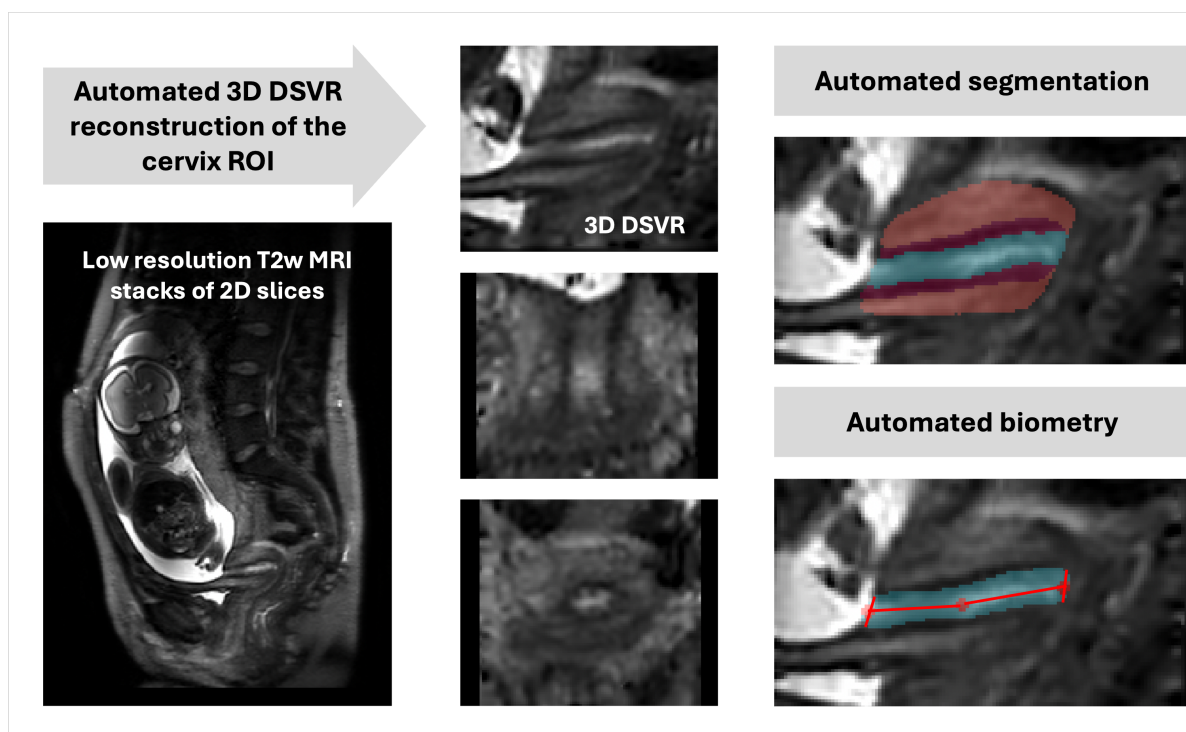 Automated 3D DSVR
reconstruction of the
cervix ROI
Low resolution T2w MRI
stacks of 2D slices
3D DSVR
Automated segmentation
Automated biometry